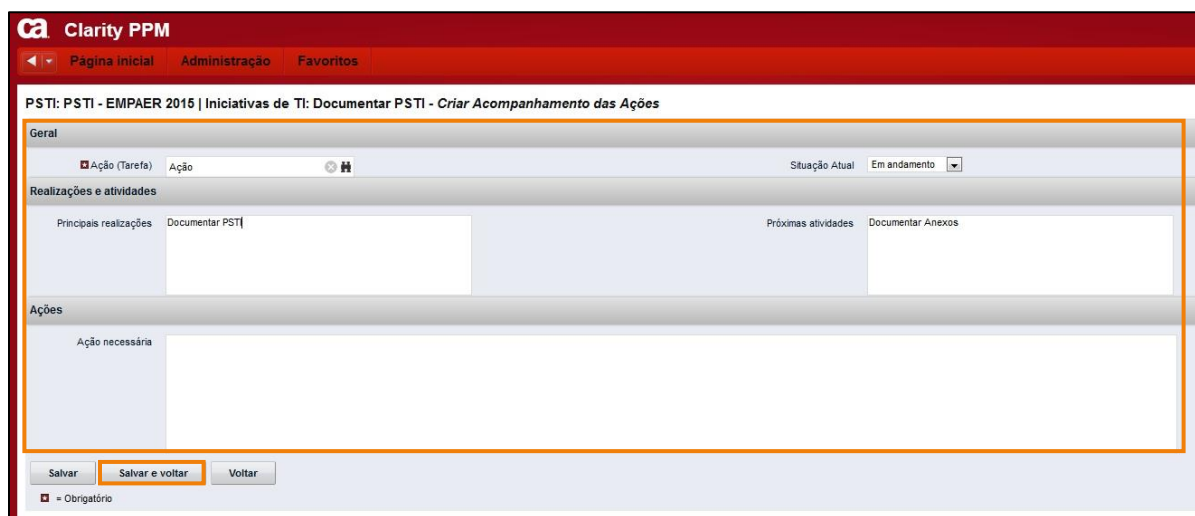 ca Clarity PPM
Página inicial Administração Favoritos
PSTI: PSTI - EMPAER 2015 | Iniciativas de TI: Documentar PSTI - Criar Acompanhamento das Ações
Geral
Ação (Tarefa) Ação Situação Atual Em andamento
Realizações e atividades
Principais realizações Documentar PSTI Próximas atividades Documentar Anexos
Ações
Ação necessária
Salvar Salvar e voltar Voltar
= Obrigatório